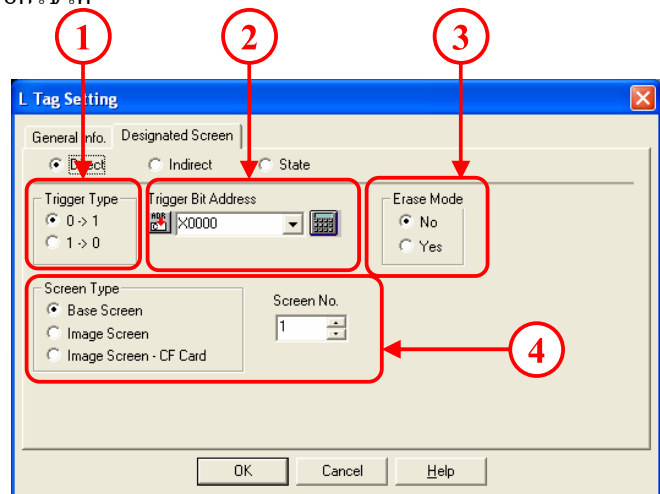 1 2 3
L Tag Setting
General Info. Designated Screen
Direct Indirect State
Trigger Type Trigger Bit Address Erase Mode
0 -> 1 X0000 No
1 -> 0 Yes
Screen Type Screen No.
Base Screen 1
Image Screen
Image Screen - CF Card
4
OK Cancel Help